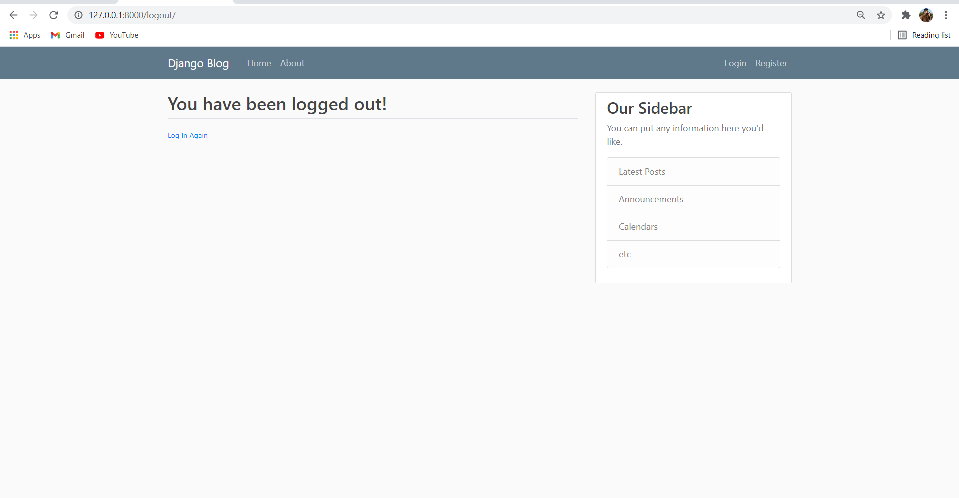 127.0.0.1:8000/logout/
Apps Gmail YouTube Reading list
Django Blog Home About Login Register
You have been logged out!
Log In Again
Our Sidebar
You can put any information here you'd
like.
Latest Posts
Announcements
Calendars
etc